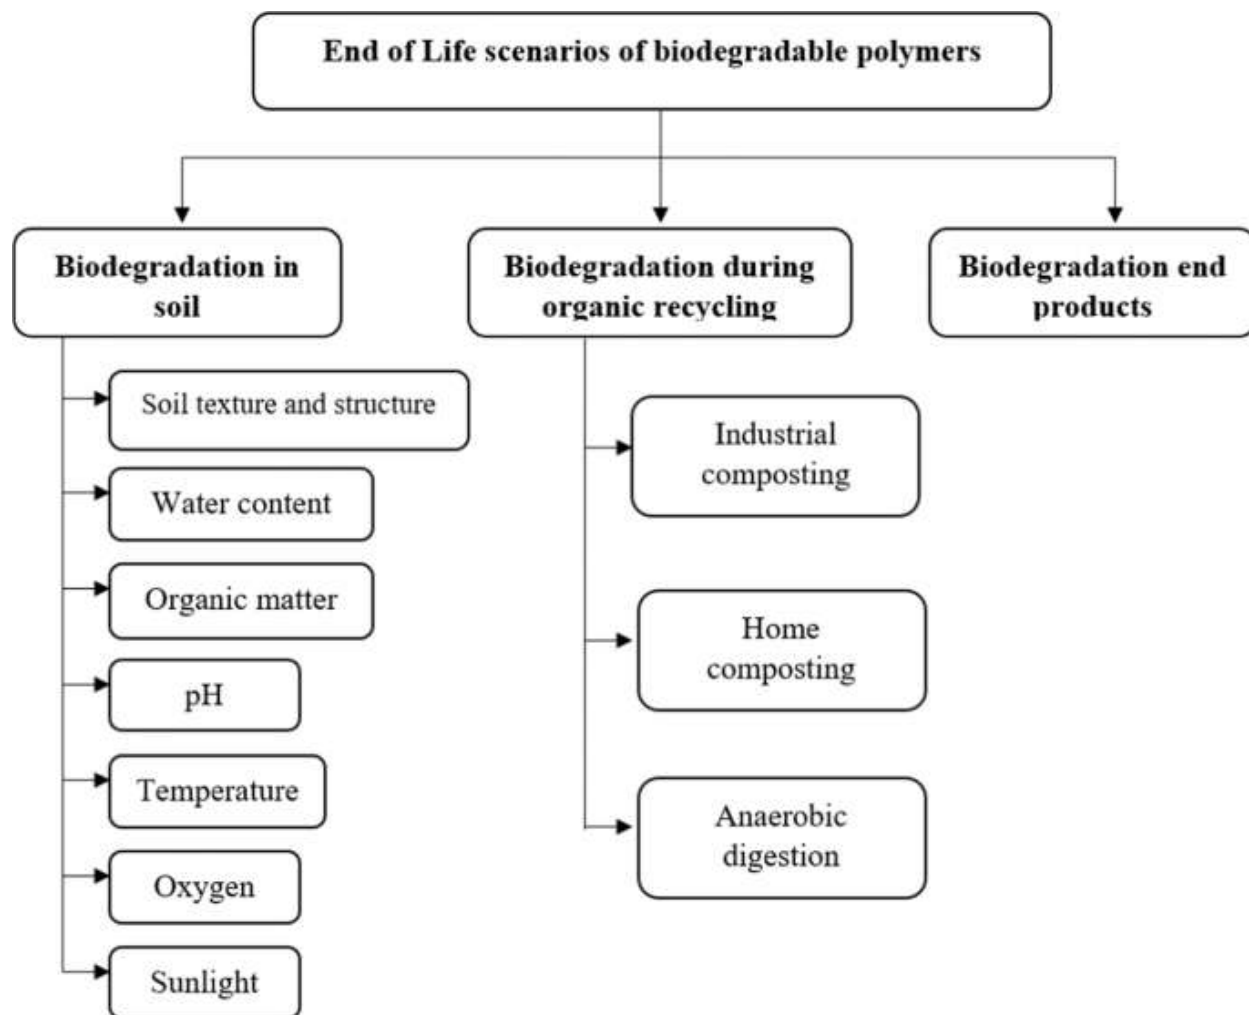 End of Life scenarios of biodegradable polymers
Biodegradation in
soil
Biodegradation during
organic recycling
Biodegradation end
products
Soil texture and structure
Water content
Organic matter
pH
Temperature
Oxygen
Sunlight
Industrial
composting
Home
composting
Anaerobic
digestion